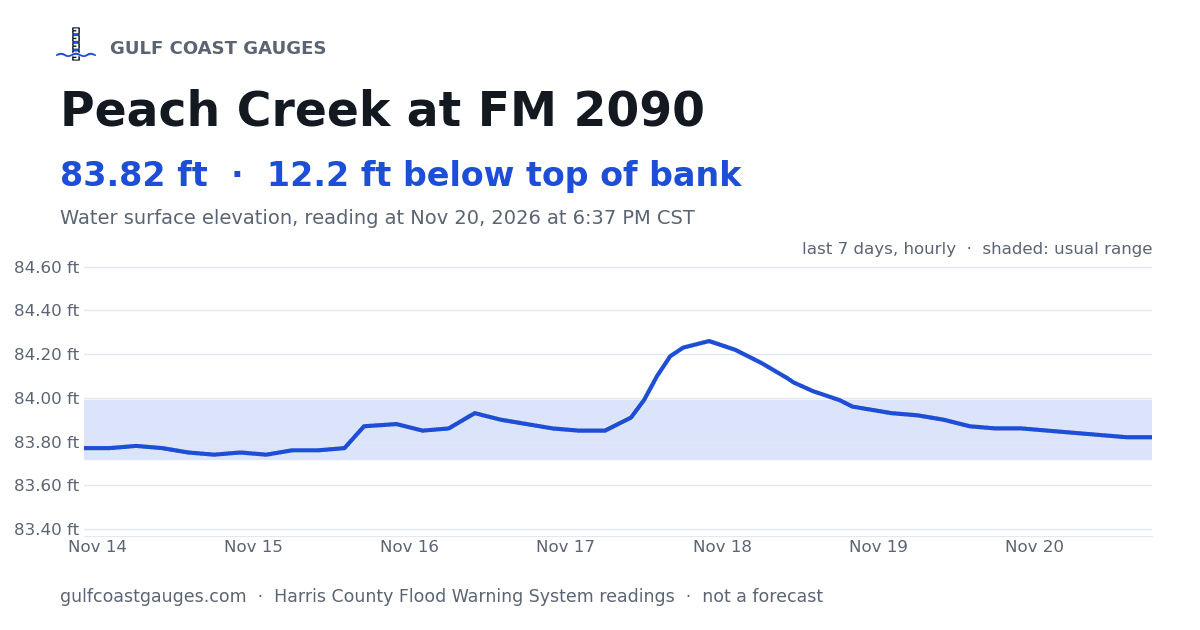 GULF COAST GAUGES
Peach Creek at FM 2090
83.82 ft · 12.2 ft below top of bank
Water surface elevation, reading at Nov 20, 2026 at 6:37 PM CST
last 7 days, hourly · shaded: usual range
84.60 ft
84.40 ft
84.20 ft
84.00 ft
83.80 ft
83.60 ft
83.40 ft
Nov 14 Nov 15 Nov 16 Nov 17 Nov 18 Nov 19 Nov 20
gulfcoastgauges.com · Harris County Flood Warning System readings · not a forecast